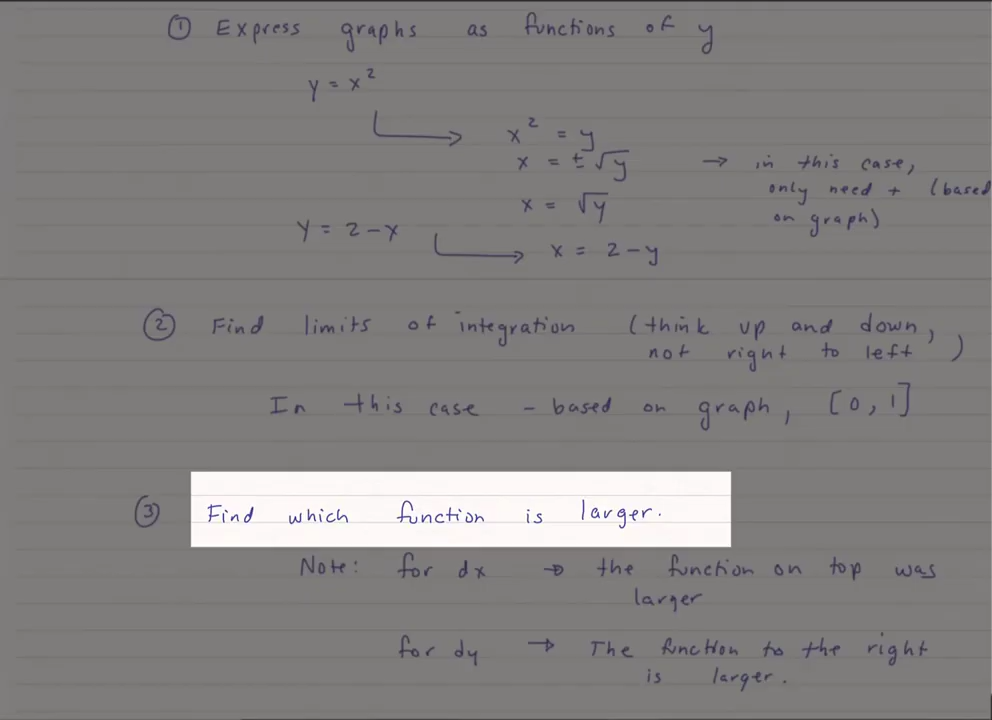 ① Express graphs as functions of y
y = x²
x² = y
x = ± √y → in this case,
only need + (based
on graph)
x = √y
y = 2 - x
x = 2 - y
② Find limits of integration (think up and down,
not right to left)
In this case - based on graph, [0, 1]
③ Find which function is larger.
Note: for dx → the function on top was
larger
for dy → The function to the right
is larger.